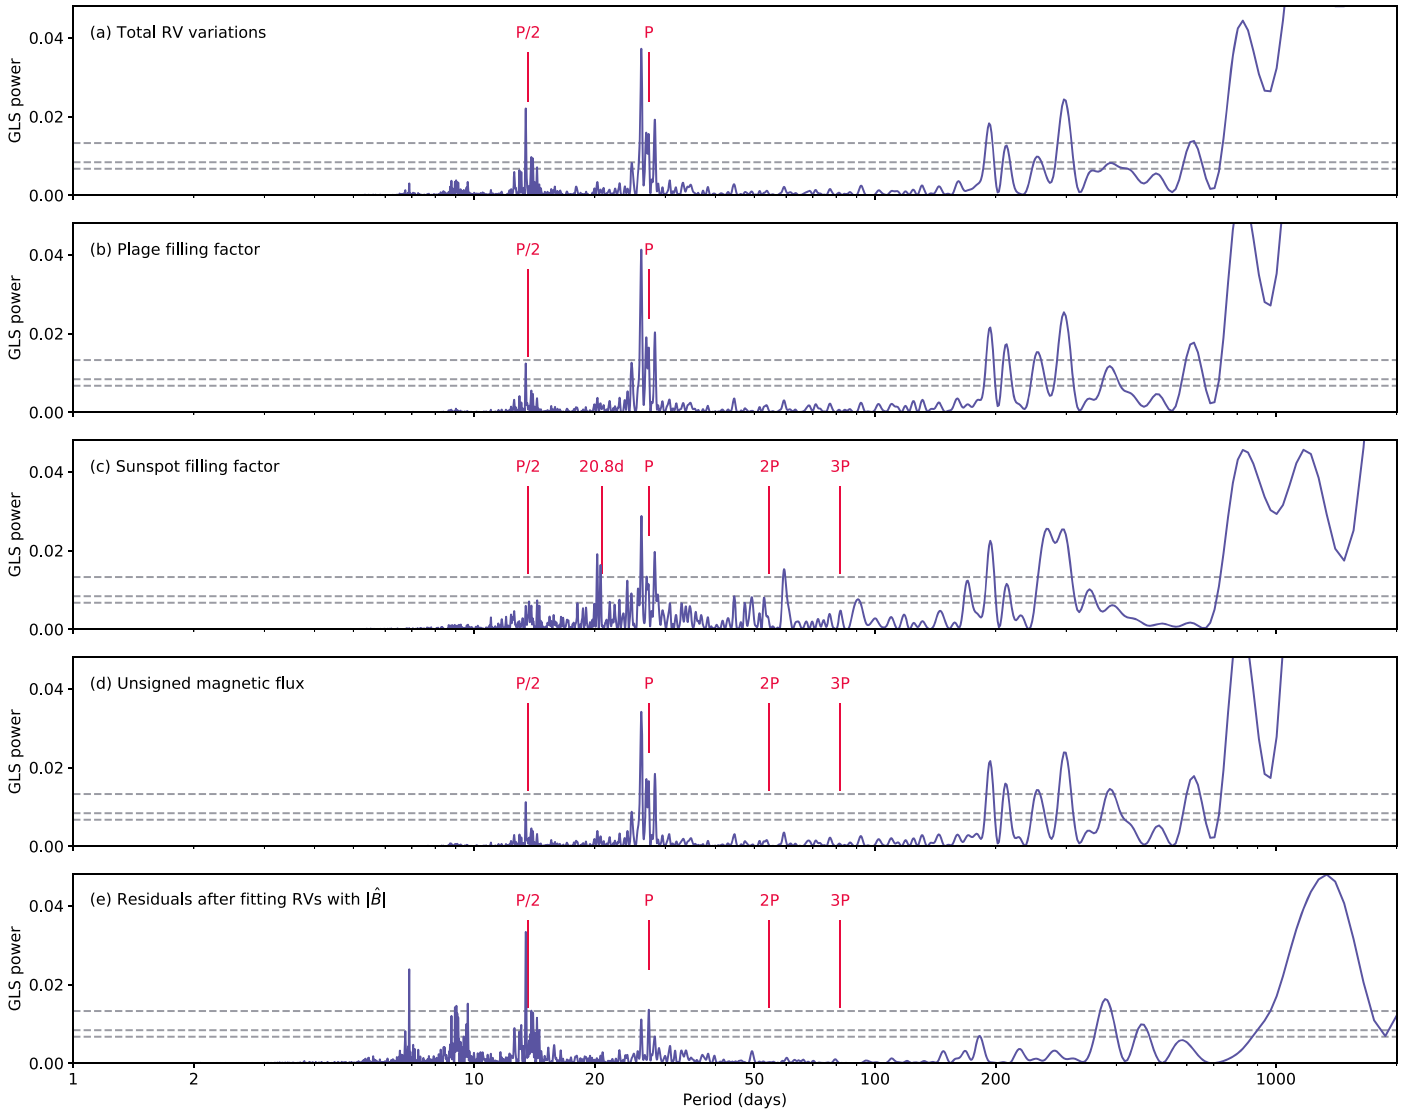 (a) Total RV variations
P/2
P
GLS power
0.04
0.02
0.00
(b) Plage filling factor
P/2
P
GLS power
0.04
0.02
0.00
(c) Sunspot filling factor
P/2
20.8d
P
2P
3P
GLS power
0.04
0.02
0.00
(d) Unsigned magnetic flux
P/2
P
2P
3P
GLS power
0.04
0.02
0.00
(e) Residuals after fitting RVs with |B̂|
P/2
P
2P
3P
GLS power
0.04
0.02
0.00
1
2
10
20
50
100
200
1000
Period (days)